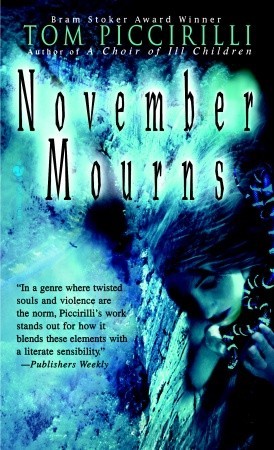 Bram Stoker Award Winner
TOM PICCIRILLI
Author of A Choir of Ill Children
November
Mourns
"In a genre where twisted
souls and violence are
the norm, Piccirilli's work
stands out for how it
blends these elements with
a literate sensibility."
—Publishers Weekly